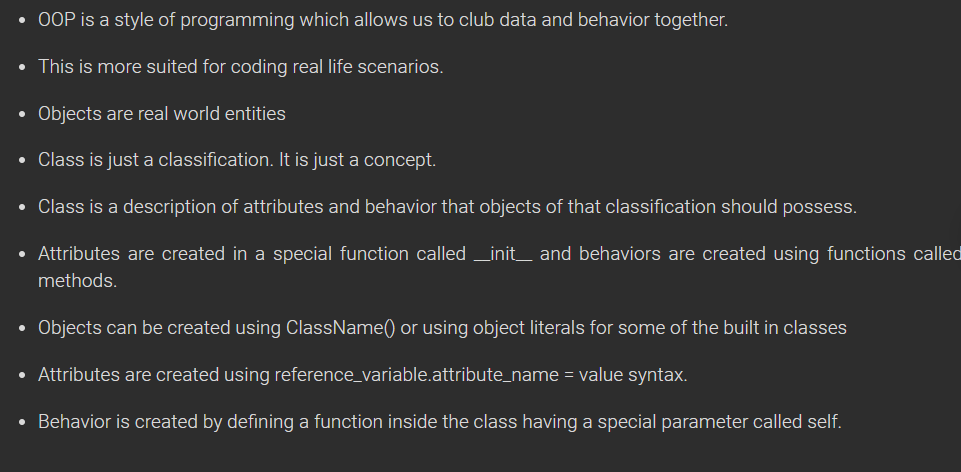 • OOP is a style of programming which allows us to club data and behavior together.
• This is more suited for coding real life scenarios.
• Objects are real world entities
• Class is just a classification. It is just a concept.
• Class is a description of attributes and behavior that objects of that classification should possess.
• Attributes are created in a special function called __init__ and behaviors are created using functions called
methods.
• Objects can be created using ClassName() or using object literals for some of the built in classes
• Attributes are created using reference_variable.attribute_name = value syntax.
• Behavior is created by defining a function inside the class having a special parameter called self.